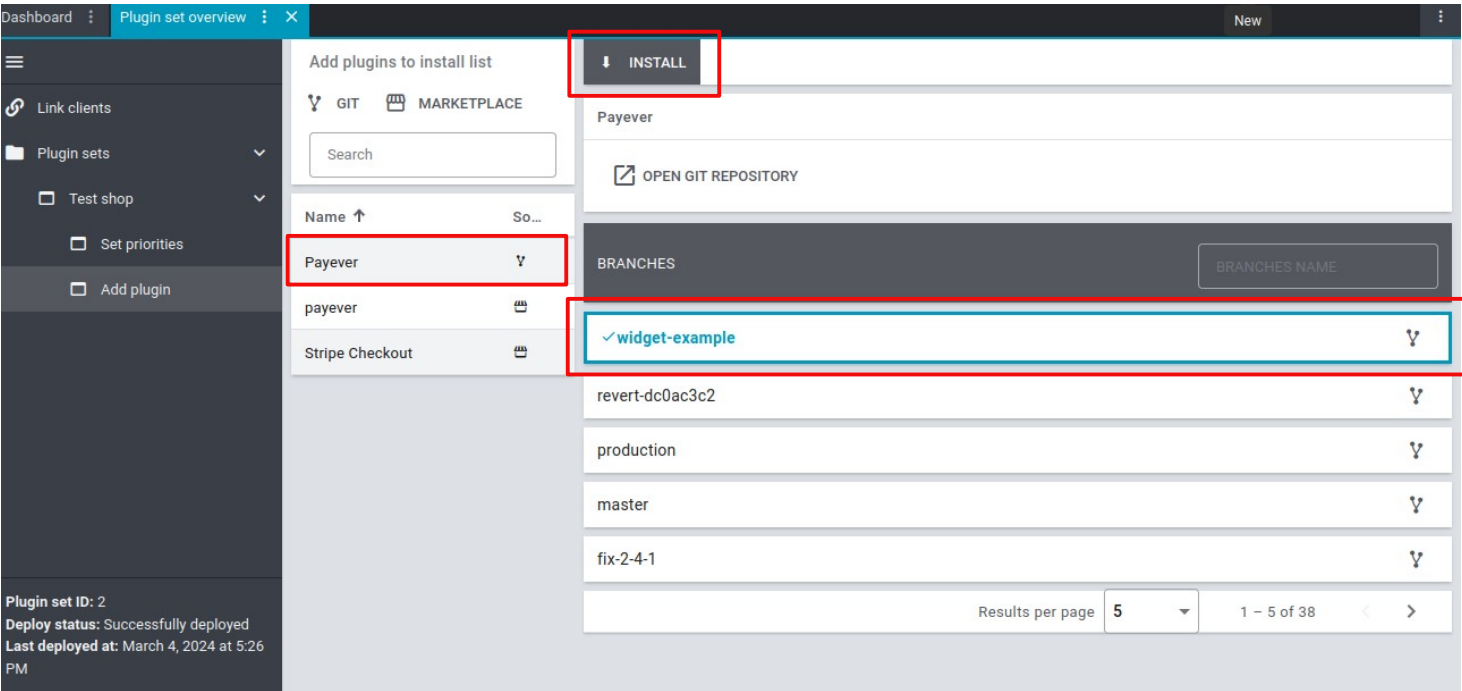 Dashboard
Plugin set overview
New
Link clients
Plugin sets
Test shop
Set priorities
Add plugin
Plugin set ID: 2
Deploy status: Successfully deployed
Last deployed at: March 4, 2024 at 5:26
PM
Add plugins to install list
GIT
MARKETPLACE
Search
Name
So...
Payever
payever
Stripe Checkout
INSTALL
Payever
OPEN GIT REPOSITORY
BRANCHES
BRANCHES NAME
widget-example
revert-dc0ac3c2
production
master
fix-2-4-1
Results per page 5 1 – 5 of 38